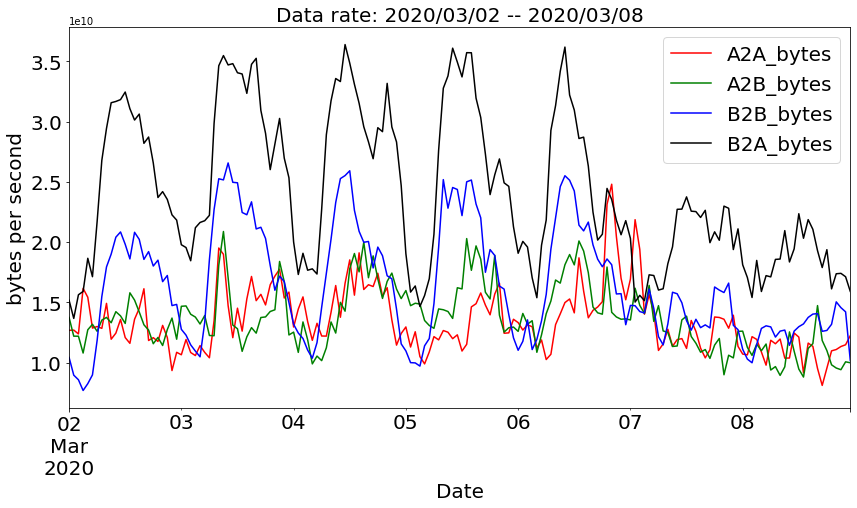 Data rate: 2020/03/02 -- 2020/03/08
1e10
3.5
3.0
2.5
2.0
1.5
1.0
bytes per second
A2A_bytes
A2B_bytes
B2B_bytes
B2A_bytes
02 03 04 05 06 07 08
Mar
2020
Date